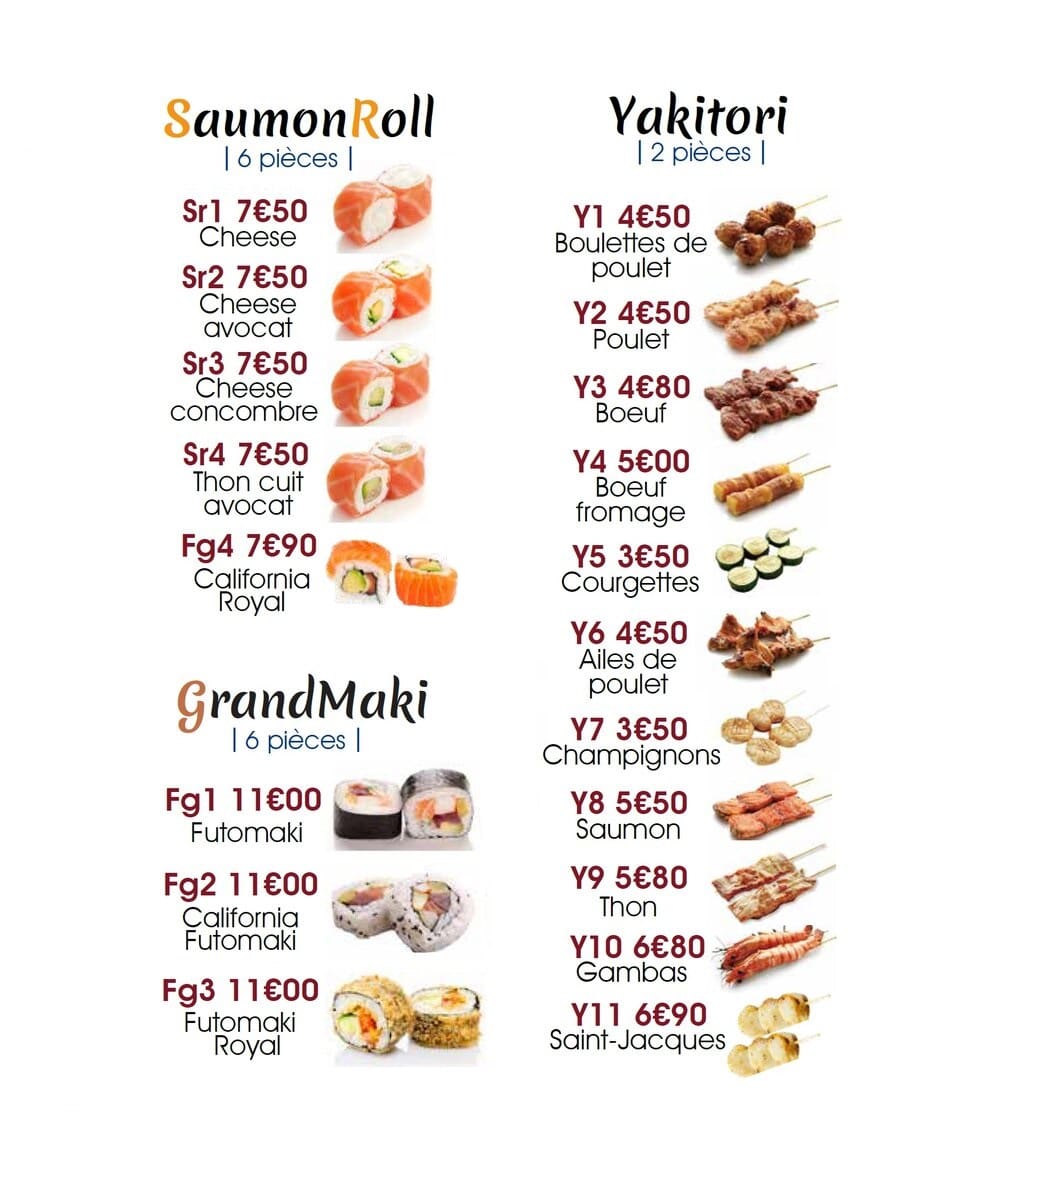 SaumonRoll
| 6 pièces |
Sr1 7€50
Cheese
Sr2 7€50
Cheese
avocat
Sr3 7€50
Cheese
concombre
Sr4 7€50
Thon cuit
avocat
Fg4 7€90
California
Royal
GrandMaki
| 6 pièces |
Fg1 11€00
Futomaki
Fg2 11€00
California
Futomaki
Fg3 11€00
Futomaki
Royal
Yakitori
| 2 pièces |
Y1 4€50
Boulettes de
poulet
Y2 4€50
Poulet
Y3 4€80
Boeuf
Y4 5€00
Boeuf
fromage
Y5 3€50
Courgettes
Y6 4€50
Ailes de
poulet
Y7 3€50
Champignons
Y8 5€50
Saumon
Y9 5€80
Thon
Y10 6€80
Gambas
Y11 6€90
Saint-Jacques